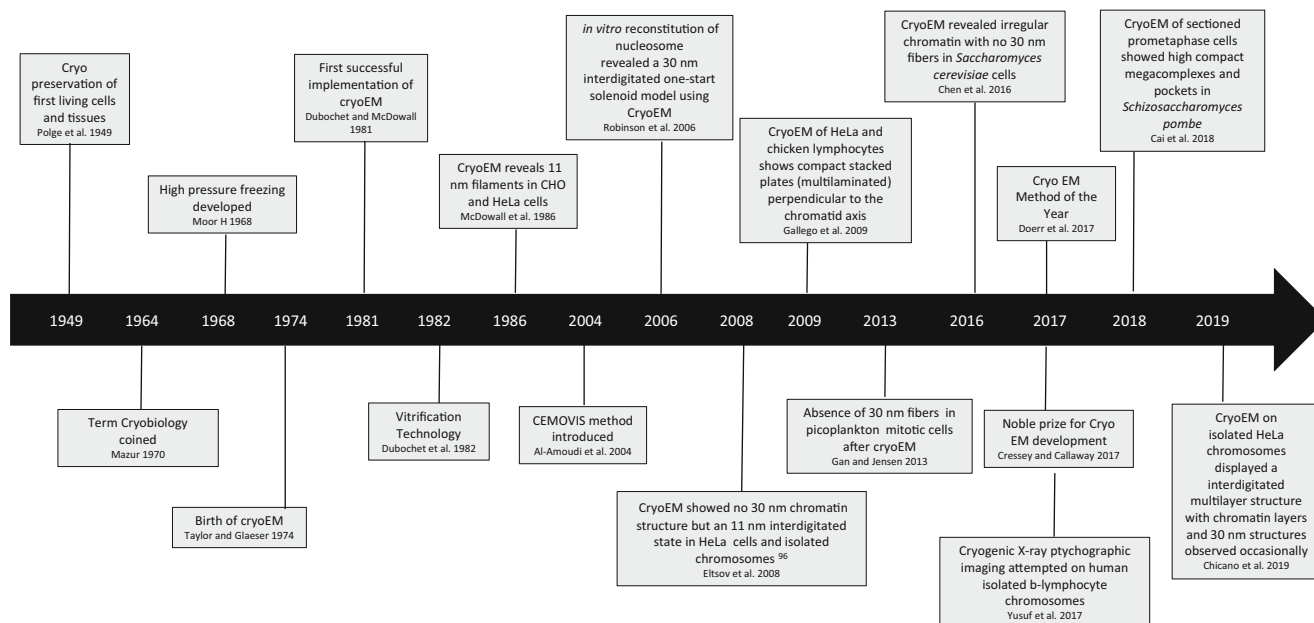 Cryo
preservation of
first living cells
and tissues
Polge et al. 1949
High pressure freezing
developed
Moor H 1968
First successful
implementation of
cryoEM
Dubochet and McDowall
1981
CryoEM reveals 11
nm filaments in CHO
and HeLa cells
McDowall et al. 1986
in vitro reconstitution of
nucleosome
revealed a 30 nm
interdigitated one-start
solenoid model using
CryoEM
Robinson et al. 2006
CryoEM of HeLa and
chicken lymphocytes
shows compact stacked
plates (multilaminated)
perpendicular to the
chromatid axis
Gallego et al. 2009
CryoEM revealed irregular
chromatin with no 30 nm
fibers in Saccharomyces
cerevisiae cells
Chen et al. 2016
Cryo EM
Method of the
Year
Doerr et al. 2017
CryoEM of sectioned
prometaphase cells
showed high compact
megacomplexes and
pockets in
Schizosaccharomyces
pombe
Cai et al. 2018
1949 1964 1968 1974 1981 1982 1986 2004 2006 2008 2009 2013 2016 2017 2018 2019
Term Cryobiology
coined
Mazur 1970
Birth of cryoEM
Taylor and Glaeser 1974
Vitrification
Technology
Dubochet et al. 1982
CEMOVIS method
introduced
Al-Amoudi et al. 2004
CryoEM showed no 30 nm chromatin
structure but an 11 nm interdigitated
state in HeLa cells and isolated
chromosomes 96
Eltsov et al. 2008
Absence of 30 nm fibers in
picoplankton mitotic cells
after cryoEM
Gan and Jensen 2013
Noble prize for Cryo
EM development
Cressey and Callaway 2017
Cryogenic X-ray ptychographic
imaging attempted on human
isolated b-lymphocyte
chromosomes
Yusuf et al. 2017
CryoEM on
isolated HeLa
chromosomes
displayed a
interdigitated
multilayer structure
with chromatin layers
and 30 nm structures
observed occasionally
Chicano et al. 2019